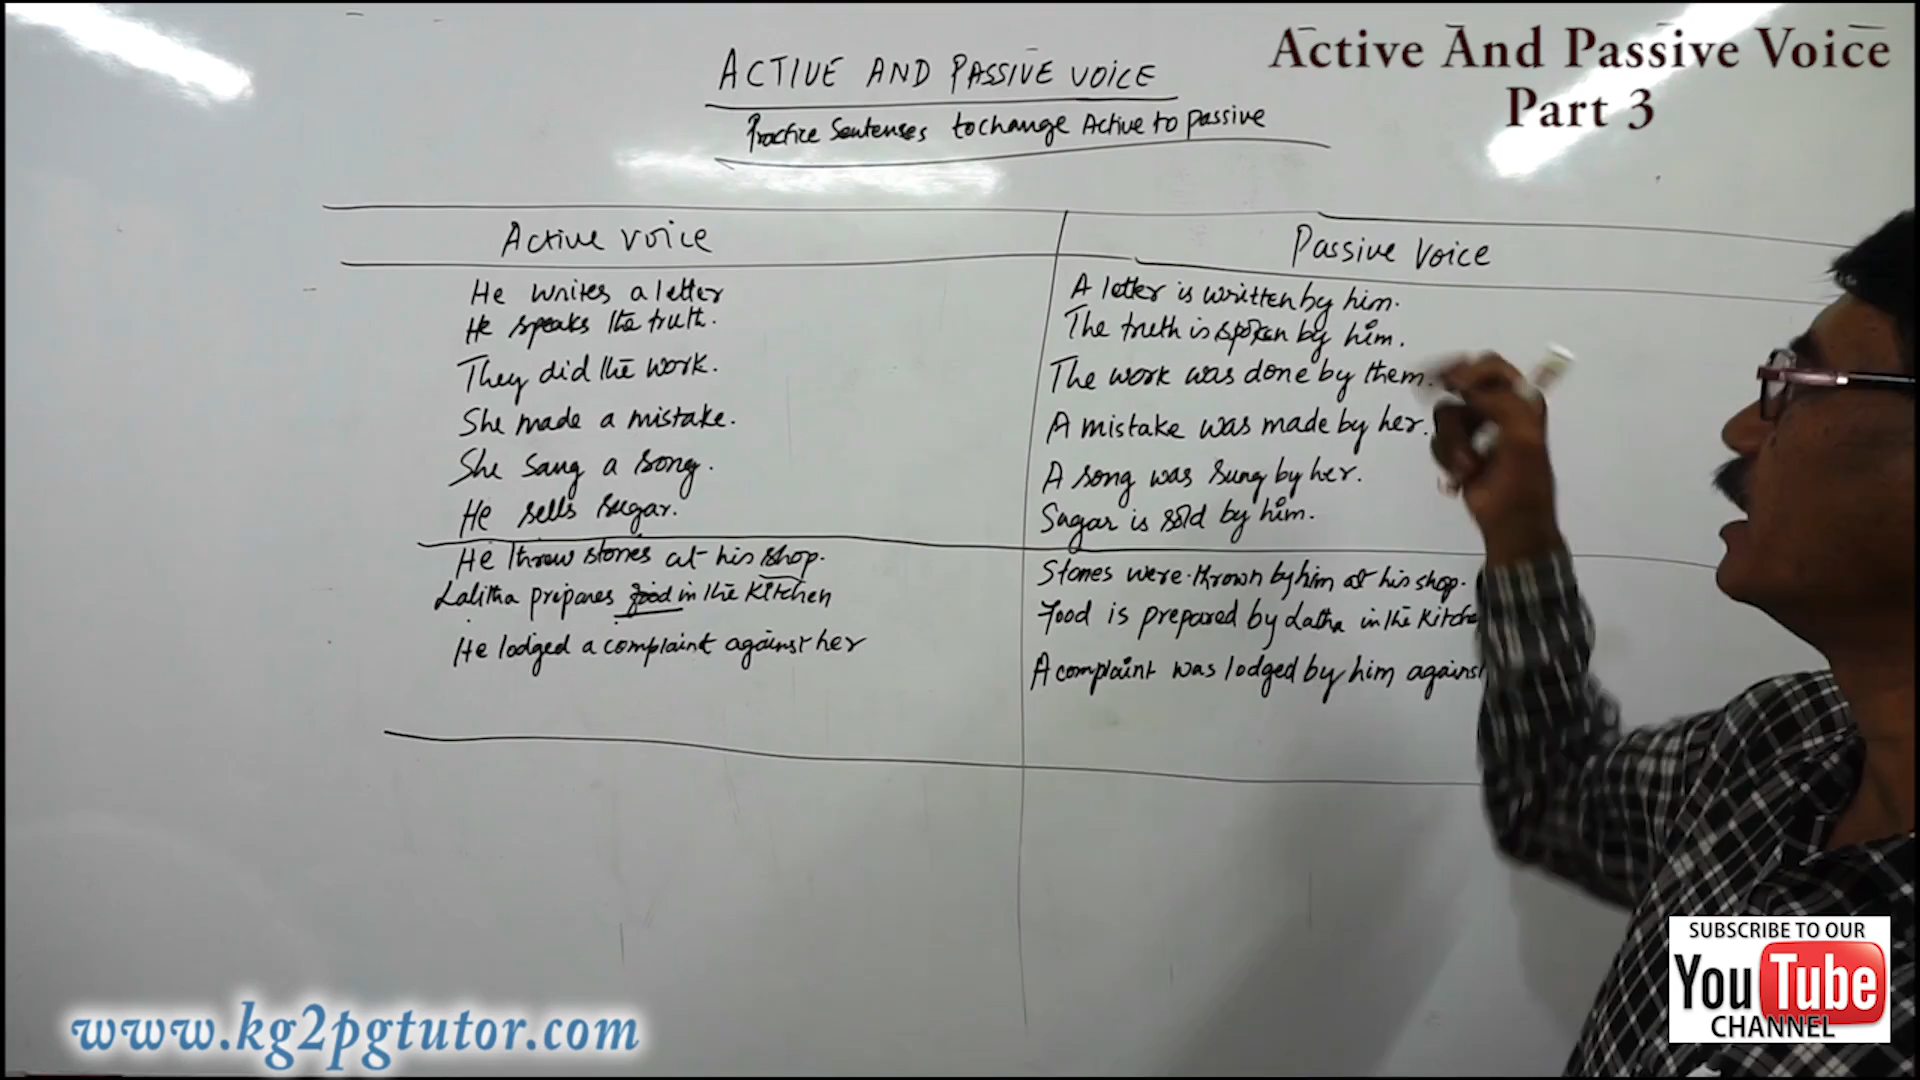 Active And Passive Voice
Part 3
ACTIVE AND PASSIVE VOICE
Practice Sentenses to change Active to passive
Active voice
Passive Voice
He writes a letter
A letter is written by him.
He speaks the truth.
The truth is spoken by him.
They did the work.
The work was done by them.
She made a mistake.
A mistake was made by her.
She sang a song.
A song was sung by her.
He sells sugar.
Sugar is sold by him.
He threw stones at his shop.
Stones were thrown by him at his shop.
Lalitha prepares food in the Kitchen
Food is prepared by Latha in the Kitche
He lodged a complaint against her
A complaint was lodged by him against
www.kg2pgtutor.com
SUBSCRIBE TO OUR
YouTube
CHANNEL